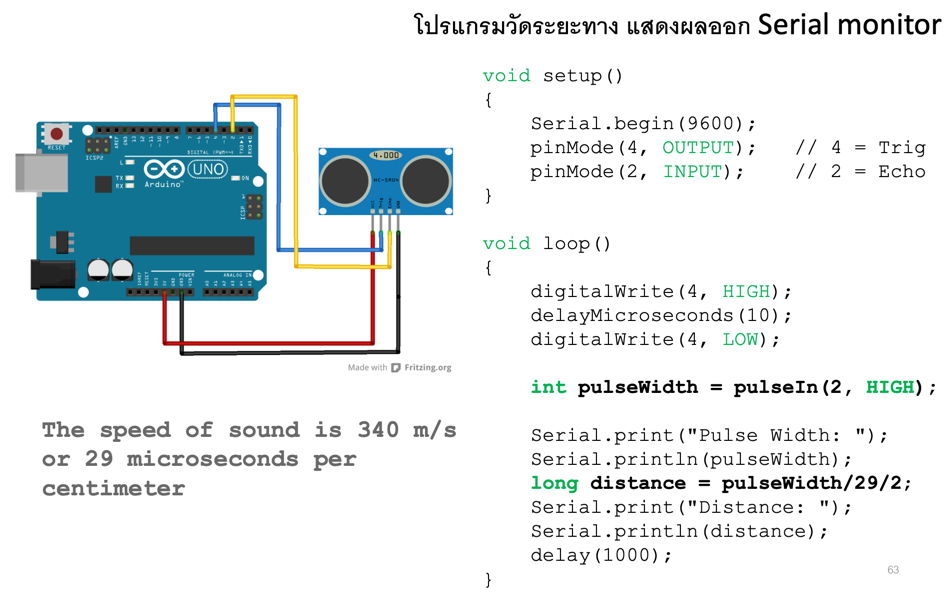 โปรแกรมวัดระยะทาง แสดงผลออก Serial monitor
void setup()
{
Serial.begin(9600);
pinMode(4, OUTPUT); // 4 = Trig
pinMode(2, INPUT); // 2 = Echo
}
void loop()
{
digitalWrite(4, HIGH);
delayMicroseconds(10);
digitalWrite(4, LOW);
int pulseWidth = pulseIn(2, HIGH);
Serial.print("Pulse Width: ");
Serial.println(pulseWidth);
long distance = pulseWidth/29/2;
Serial.print("Distance: ");
Serial.println(distance);
delay(1000);
}
RESET
ICSP2
L
TX
RX
Arduino
UNO
ON
ICSP
DIGITAL (PWM~)
POWER
ANALOG IN
4.000
HC-SR04
Made with Fritzing.org
The speed of sound is 340 m/s
or 29 microseconds per
centimeter
63